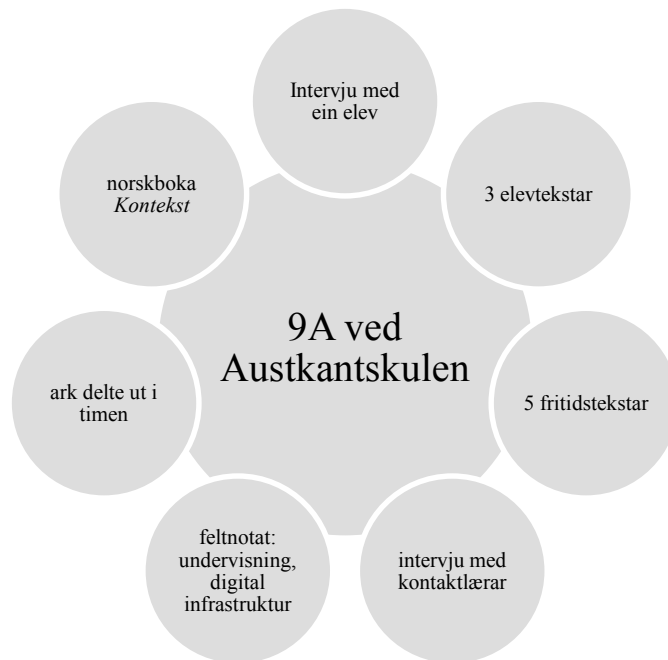 Intervju med
ein elev
3 elevtekstar
5 fritidstekstar
intervju med
kontaktlærar
feltnotat:
undervisning,
digital
infrastruktur
ark delte ut i
timen
norskboka
Kontekst
9A ved
Austkantskulen